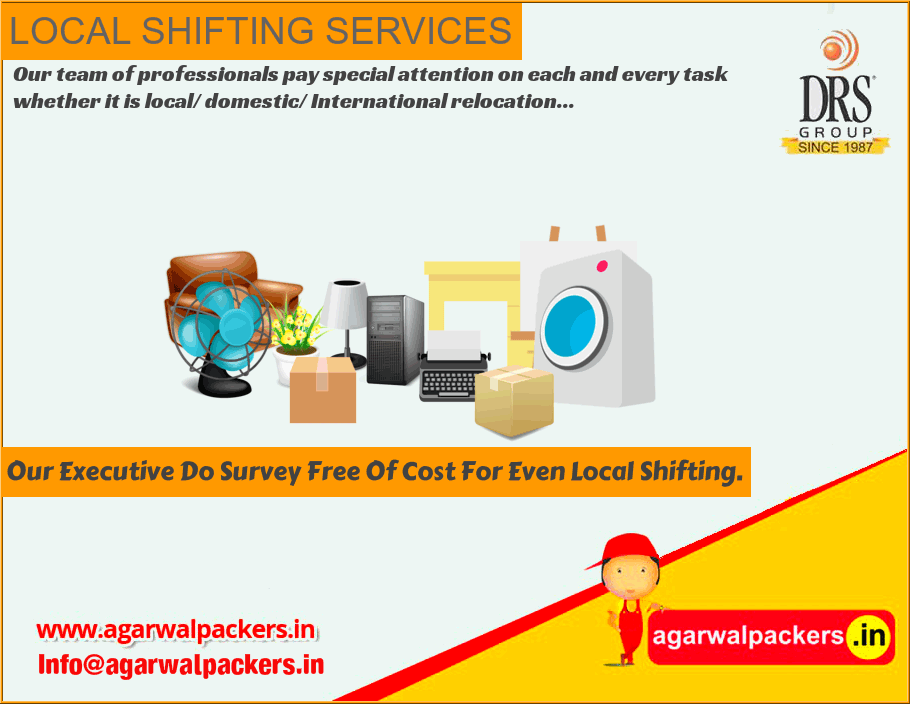 LOCAL SHIFTING SERVICES
Our team of professionals pay special attention on each and every task
whether it is local/ domestic/ International relocation...
DRS
GROUP
SINCE 1987
Our Executive Do Survey Free Of Cost For Even Local Shifting.
www.agarwalpackers.in
Info@agarwalpackers.in
agarwalpackers.in